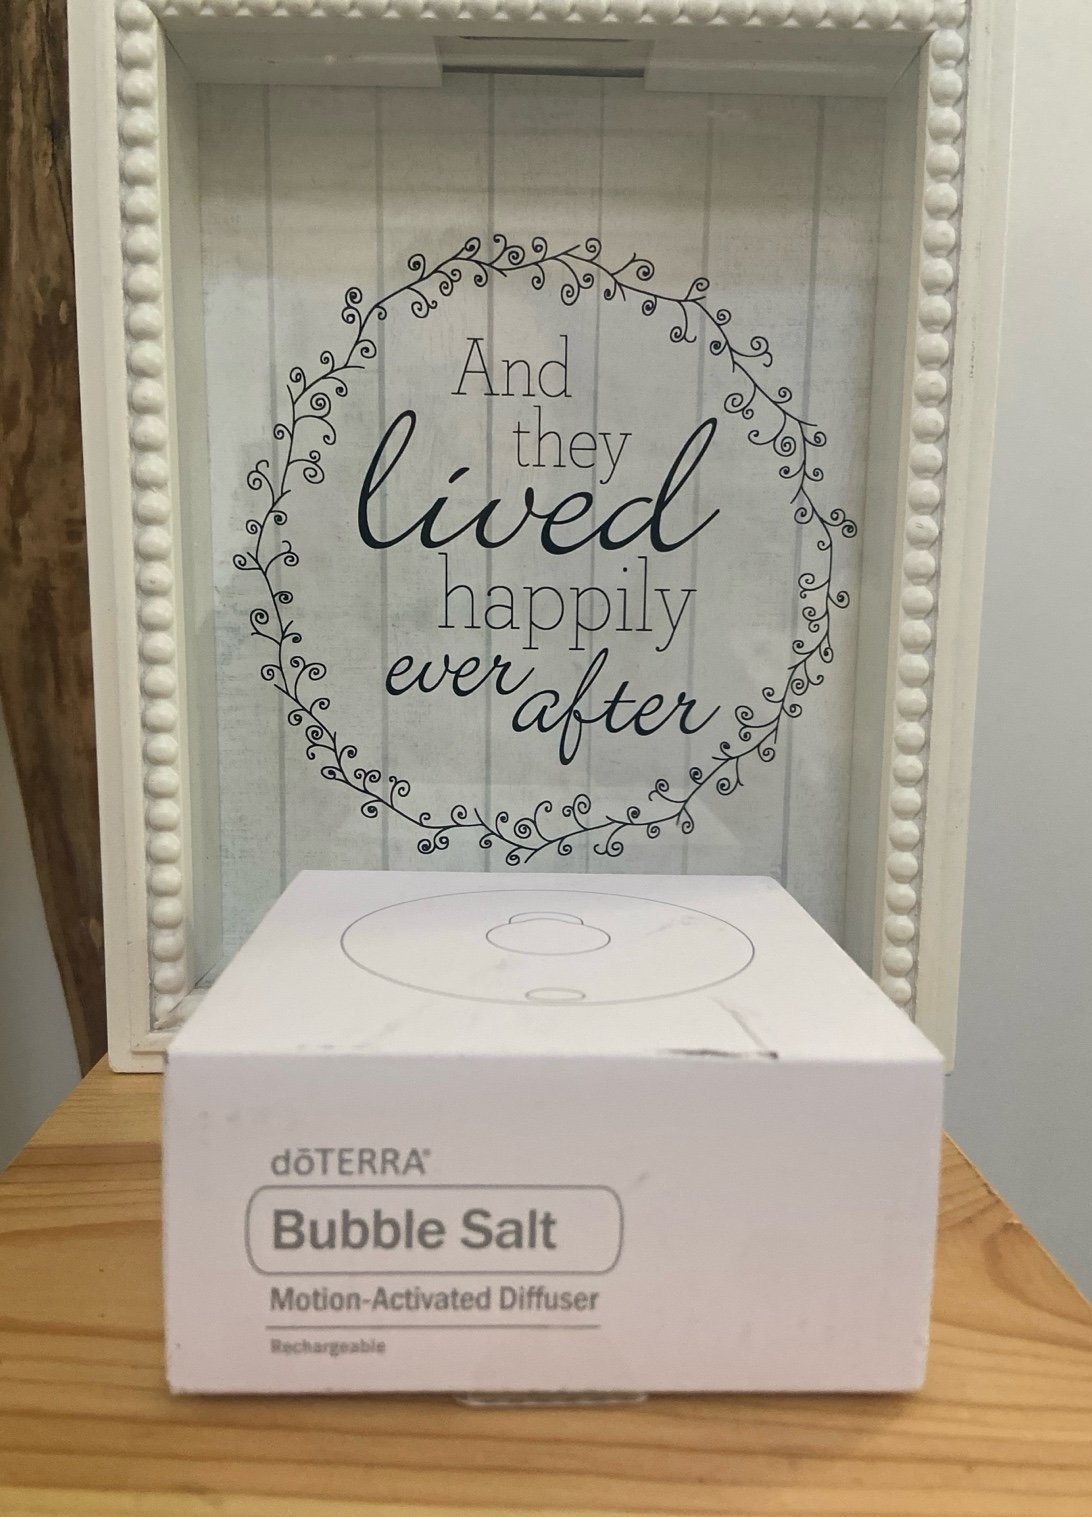 And
they
lived
happily
ever after
dōTERRA®
Bubble Salt
Motion-Activated Diffuser
Rechargeable